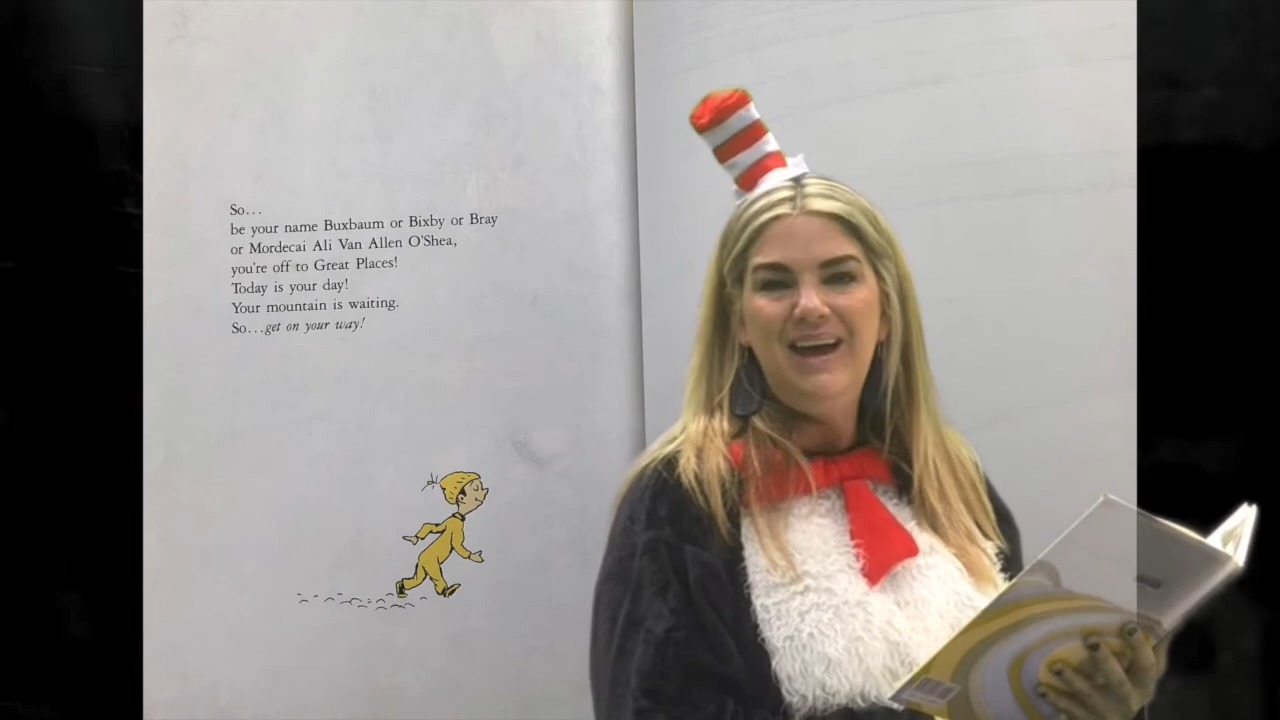 So...
be your name Buxbaum or Bixby or Bray
or Mordecai Ali Van Allen O'Shea,
you're off to Great Places!
Today is your day!
Your mountain is waiting.
So...get on your way!